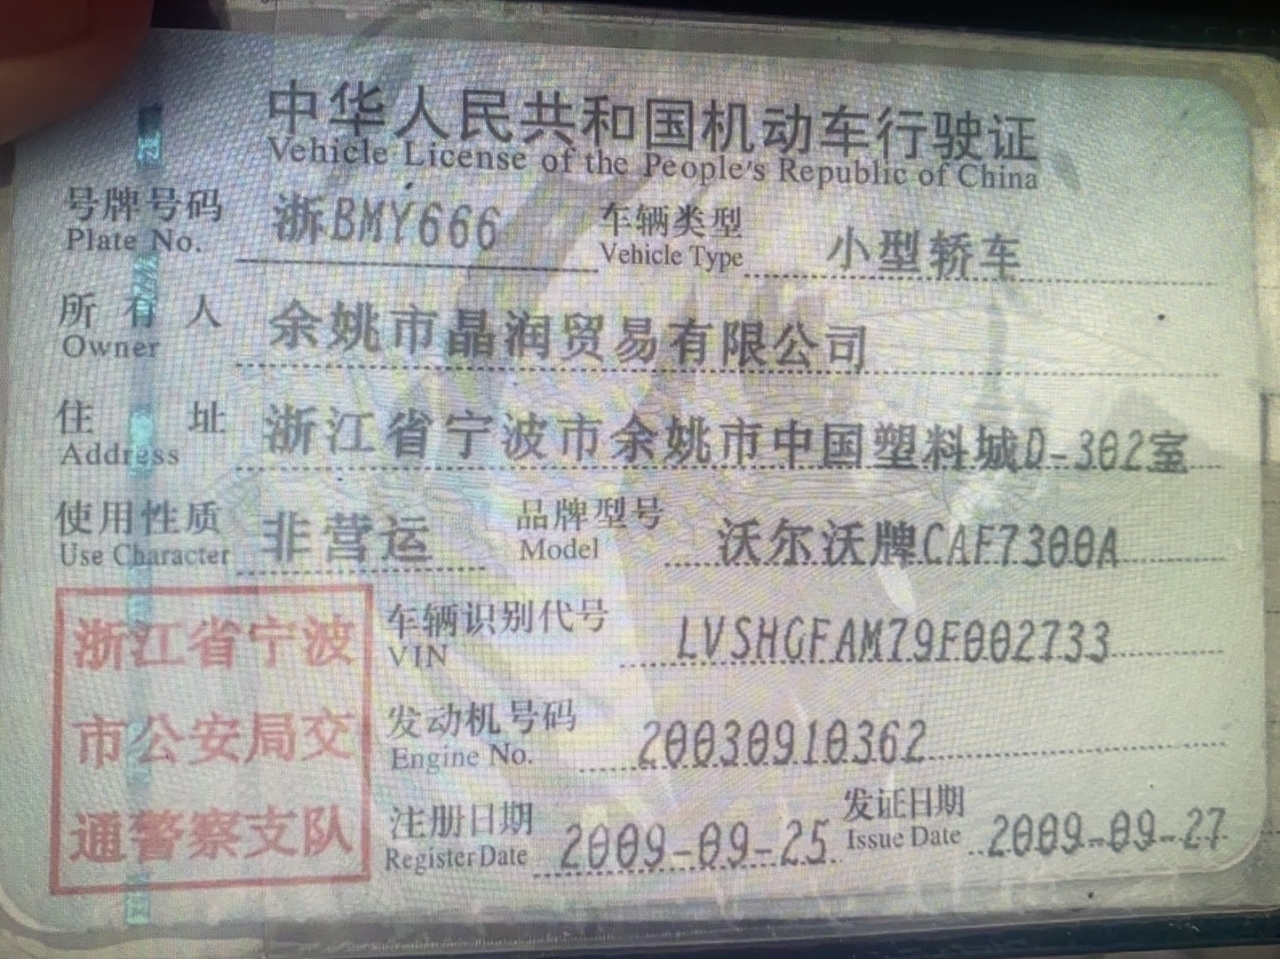 中华人民共和国机动车行驶证
Vehicle License of the People's Republic of China
号牌号码 浙BMY666 车辆类型 小型轿车
Plate No. Vehicle Type
所有人 余姚市晶润贸易有限公司
Owner
住址 浙江省宁波市余姚市中国塑料城D-302室
Address
使用性质 非营运 品牌型号 沃尔沃牌CAF7300A
Use Character Model
车辆识别代号 LVSHGFAM79F002733
VIN
发动机号码 20030910362
Engine No.
注册日期 2009-09-25 发证日期 2009-09-27
Register Date Issue Date
浙江省宁波
市公安局交
通警察支队